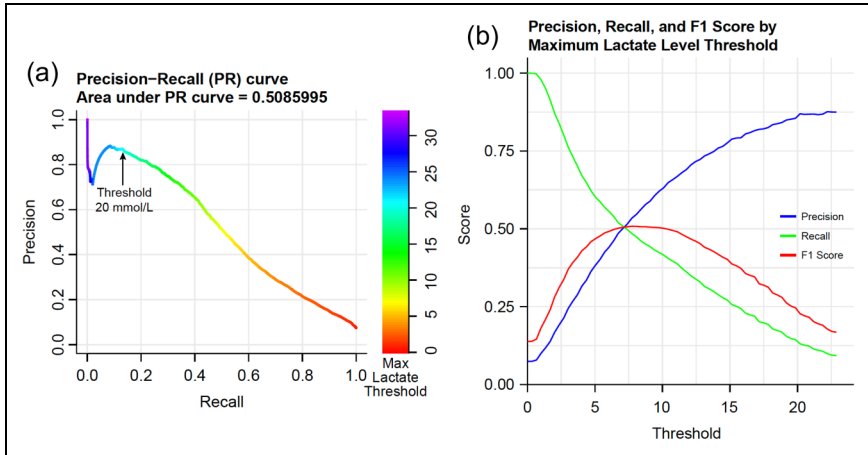 (a)
Precision−Recall (PR) curve
Area under PR curve = 0.5085995
Precision
0.0 0.2 0.4 0.6 0.8 1.0
Threshold
20 mmol/L
0.0 0.2 0.4 0.6 0.8 1.0
Recall
0 5 10 15 20 25 30
Max
Lactate
Threshold
(b)
Precision, Recall, and F1 Score by
Maximum Lactate Level Threshold
Score
1.00
0.75
0.50
0.25
0.00
Precision
Recall
F1 Score
0 5 10 15 20
Threshold